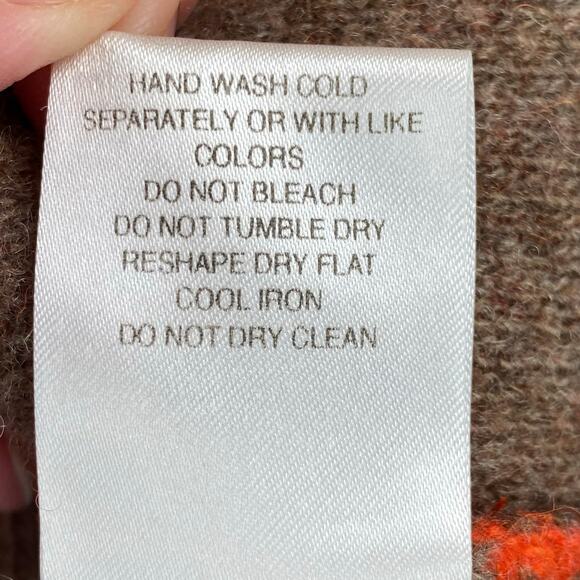 HAND WASH COLD
SEPARATELY OR WITH LIKE
COLORS
DO NOT BLEACH
DO NOT TUMBLE DRY
RESHAPE DRY FLAT
COOL IRON
DO NOT DRY CLEAN